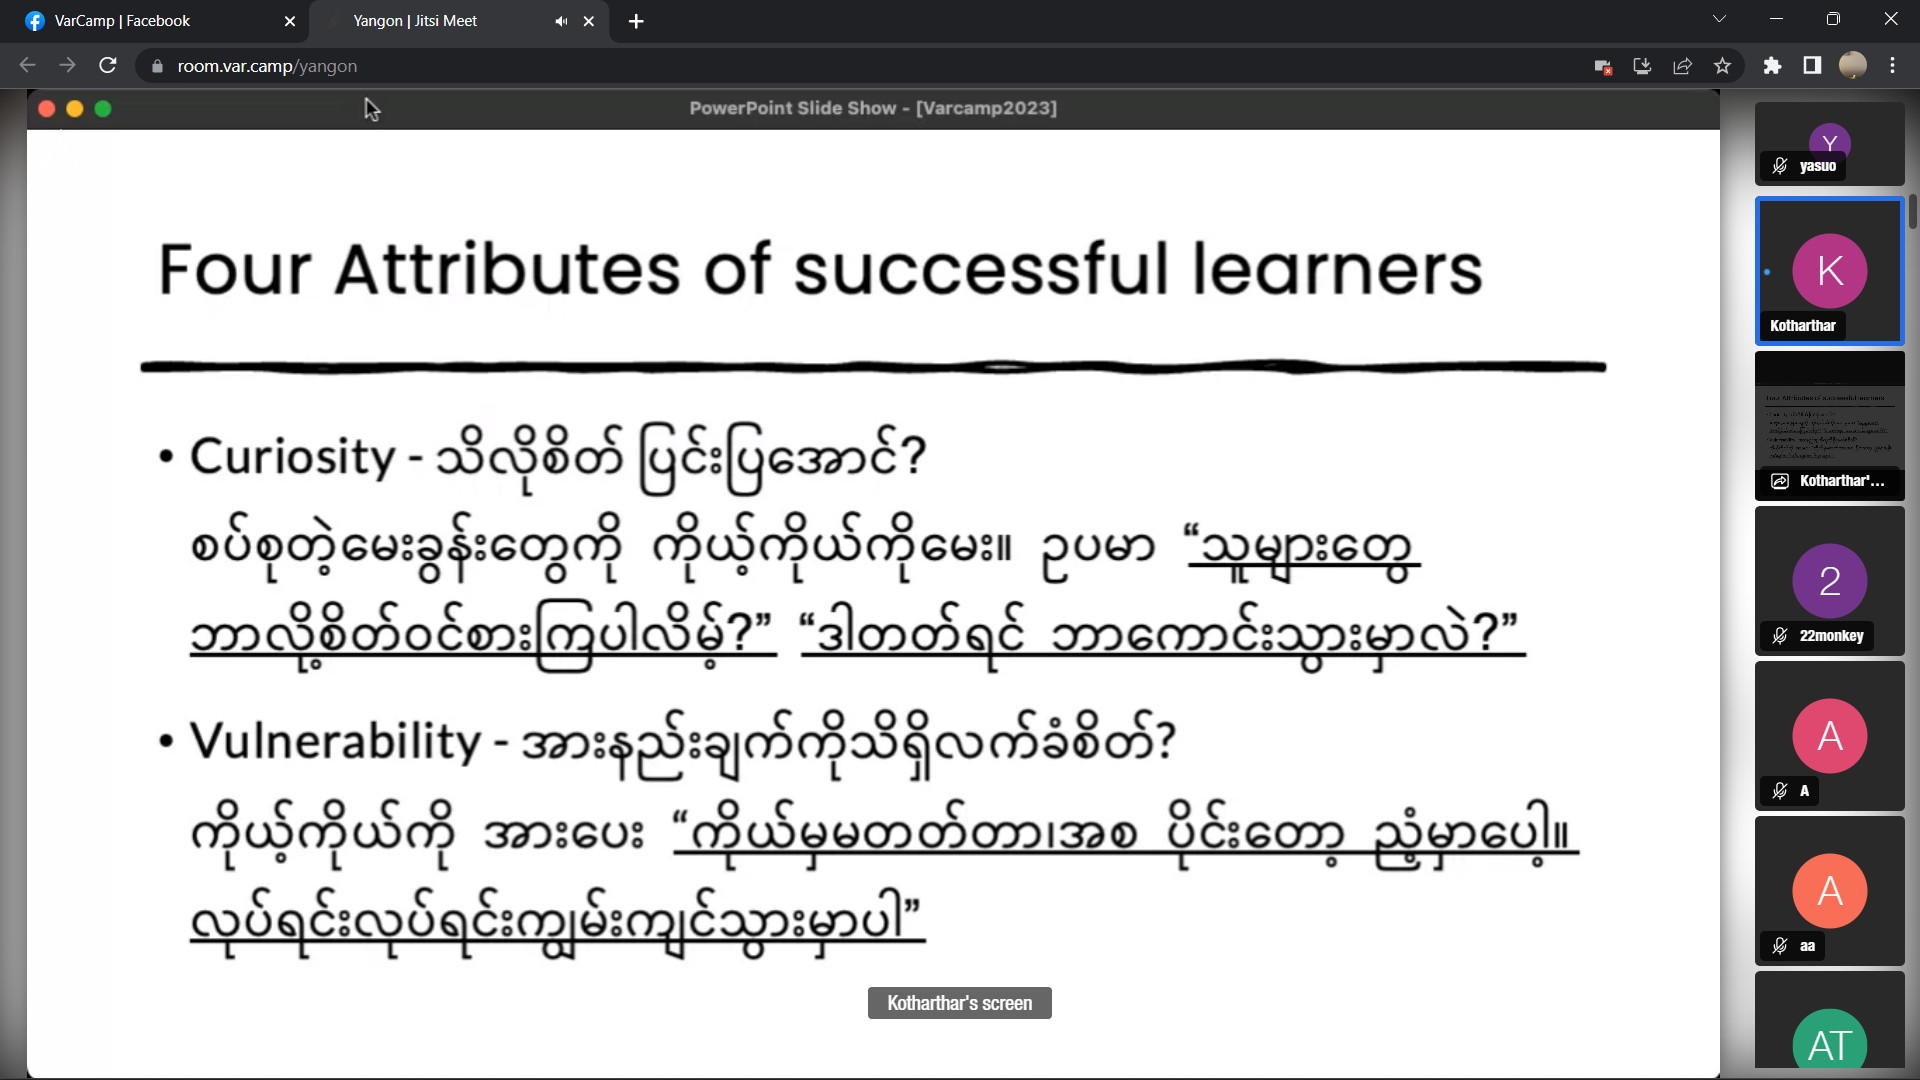 VarCamp | Facebook
Yangon | Jitsi Meet
room.var.camp/yangon
PowerPoint Slide Show - [Varcamp2023]
Four Attributes of successful learners
• Curiosity - သိလိုစိတ် ပြင်းပြအောင်?
စပ်စုတဲ့မေးခွန်းတွေကို ကိုယ့်ကိုယ်ကိုမေး။ ဥပမာ “သူများတွေ
ဘာလို့စိတ်ဝင်စားကြပါလိမ့်?” “ဒါတတ်ရင် ဘာကောင်းသွားမှာလဲ?”
• Vulnerability - အားနည်းချက်ကိုသိရှိလက်ခံစိတ်?
ကိုယ့်ကိုယ်ကို အားပေး “ကိုယ်မှမတတ်တာ၊အစ ပိုင်းတော့ ညံ့မှာပေါ့။
လုပ်ရင်းလုပ်ရင်းကျွမ်းကျင်သွားမှာပါ”
Kotharthar's screen
Y
yasuo
K
Kotharthar
Four Attributes of successful learners
Kotharthar'...
2
22monkey
A
A
A
aa
AT